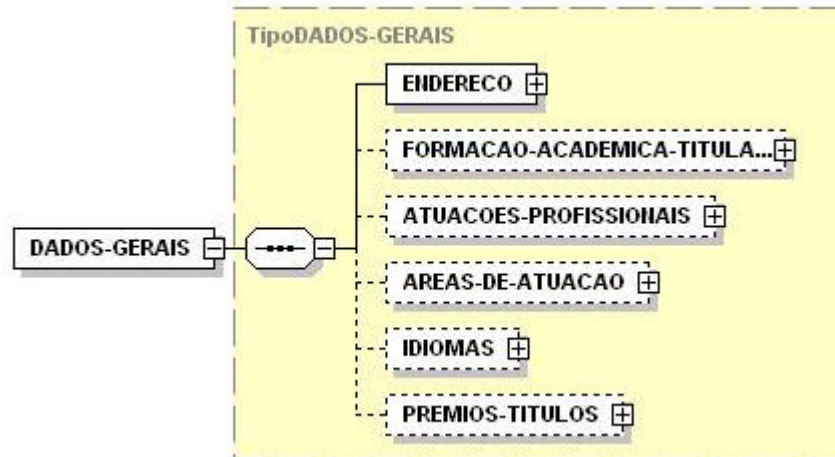 TipoDADOS-GERAIS
ENDERECO
FORMACAO-ACADEMICA-TITULA...
ATUACOES-PROFISSIONAIS
DADOS-GERAIS
AREAS-DE-ATUACAO
IDIOMAS
PREMIOS-TITULOS